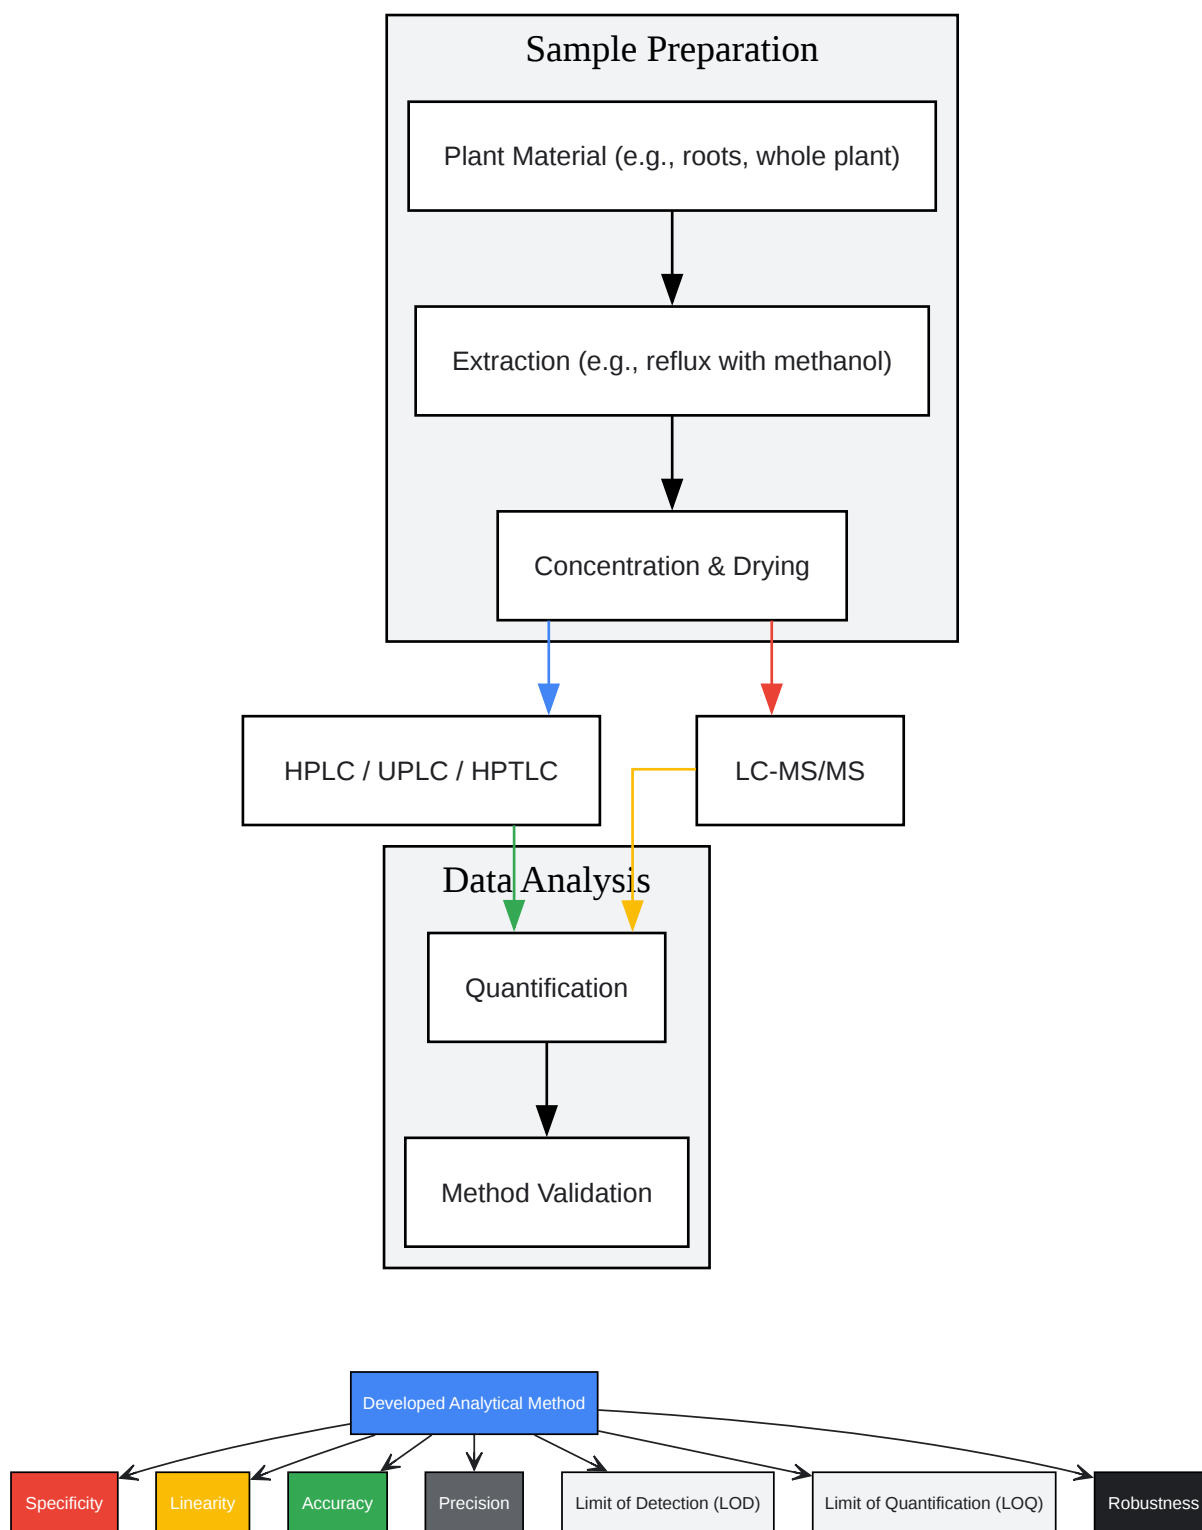 Sample Preparation
Plant Material (e.g., roots, whole plant)
Extraction (e.g., reflux with methanol)
Concentration & Drying
HPLC / UPLC / HPTLC
LC-MS/MS
Data Analysis
Quantification
Method Validation
Developed Analytical Method
Specificity
Linearity
Accuracy
Precision
Limit of Detection (LOD)
Limit of Quantification (LOQ)
Robustness